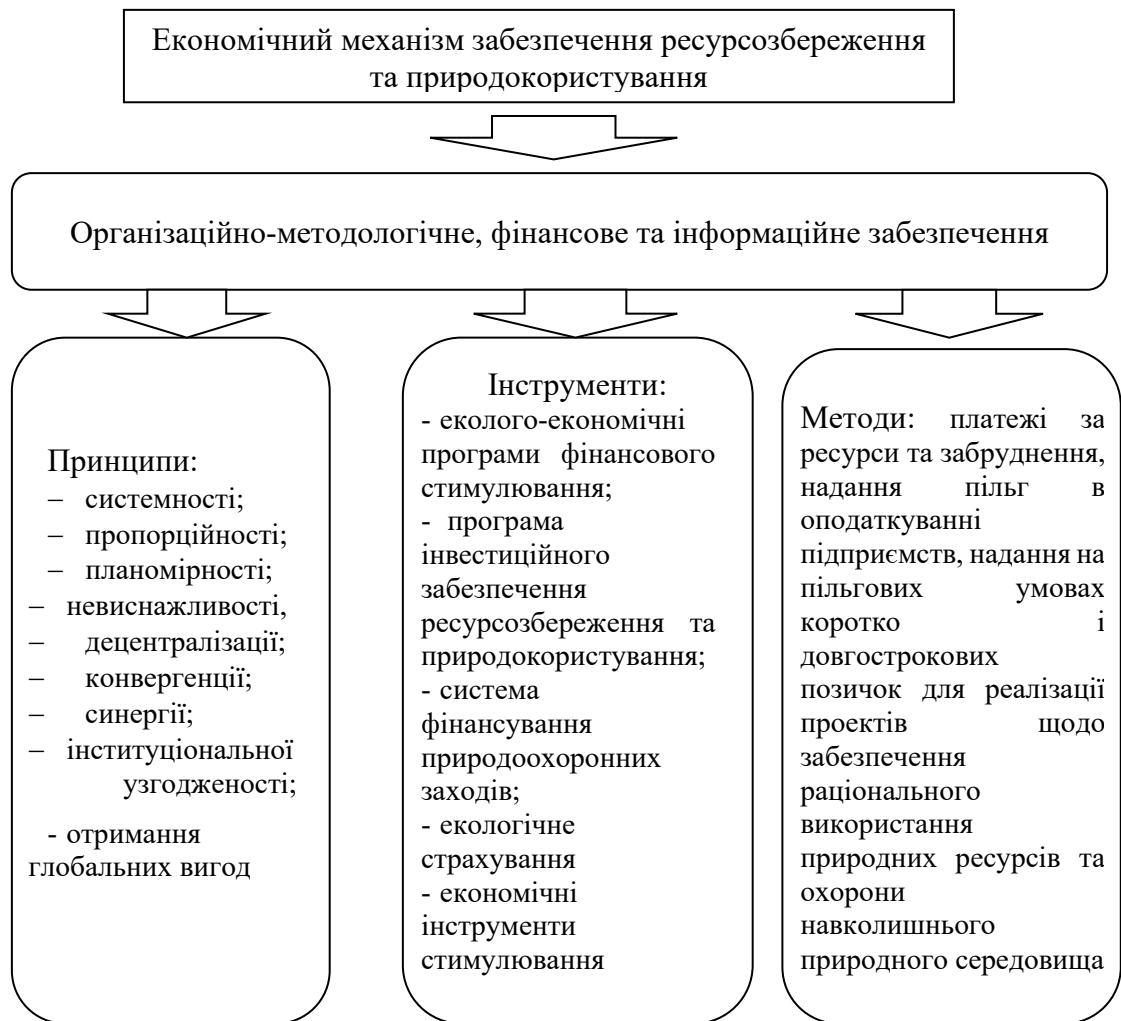 Економічний механізм забезпечення ресурсозбереження
та природокористування
Організаційно-методологічне, фінансове та інформаційне забезпечення
Принципи:
– системності;
– пропорційності;
– планомірності;
– невиснажливості,
– децентралізації;
– конвергенції;
– синергії;
– інституціональної
узгодженості;
- отримання
глобальних вигод
Інструменти:
- еколого-економічні
програми фінансового
стимулювання;
- програма
інвестиційного
забезпечення
ресурсозбереження та
природокористування;
- система
фінансування
природоохоронних
заходів;
- екологічне
страхування
- економічні
інструменти
стимулювання
Методи: платежі за
ресурси та забруднення,
надання пільг в
оподаткуванні
підприємств, надання на
пільгових умовах
коротко і
довгострокових
позичок для реалізації
проектів щодо
забезпечення
раціонального
використання
природних ресурсів та
охорони
навколишнього
природного середовища